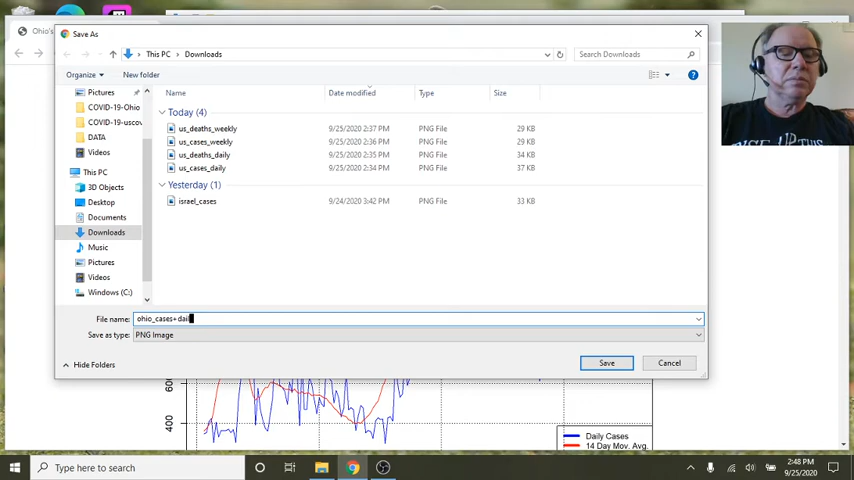 Ohio's
Save As
This PC > Downloads
Search Downloads
Organize
New folder
Name
Date modified
Type
Size
Pictures
COVID-19-Ohio
COVID-19-uscov
DATA
Videos
This PC
3D Objects
Desktop
Documents
Downloads
Music
Pictures
Videos
Windows (C:)
Today (4)
us_deaths_weekly 9/25/2020 2:37 PM PNG File 29 KB
us_cases_weekly 9/25/2020 2:36 PM PNG File 29 KB
us_deaths_daily 9/25/2020 2:35 PM PNG File 34 KB
us_cases_daily 9/25/2020 2:34 PM PNG File 37 KB
Yesterday (1)
israel_cases 9/24/2020 3:42 PM PNG File 33 KB
File name: ohio_cases+dail
Save as type: PNG Image
Hide Folders
Save
Cancel
400
Daily Cases
14 Day Mov. Avg.
Type here to search
2:48 PM
9/25/2020